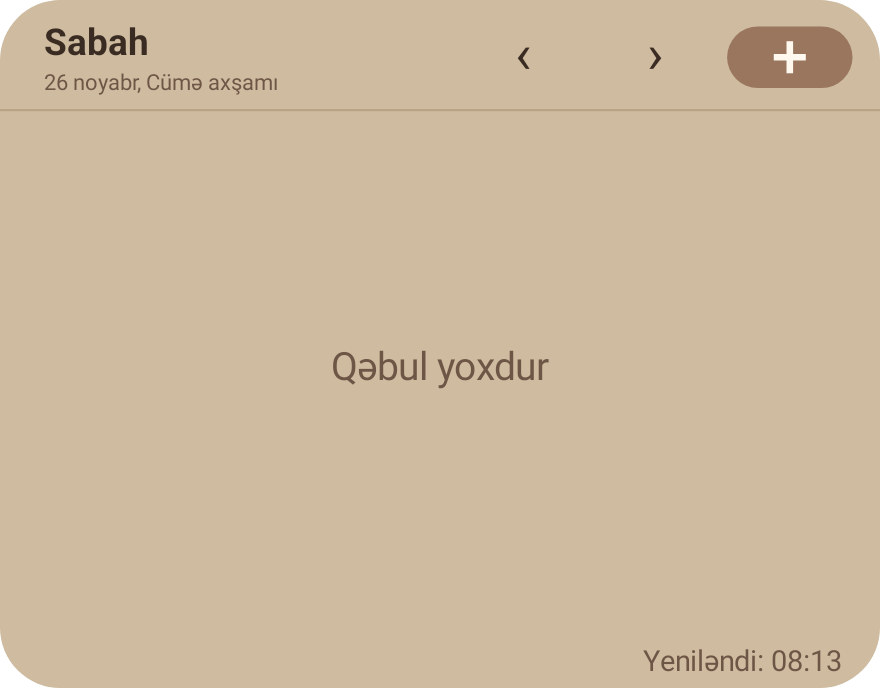 Sabah
26 noyabr, Cümə axşamı
‹ › +
Qəbul yoxdur
Yeniləndi: 08:13